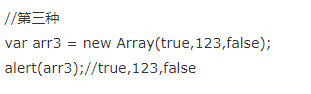 //第三种
var arr3 = new Array(true,123,false);
alert(arr3);//true,123,false